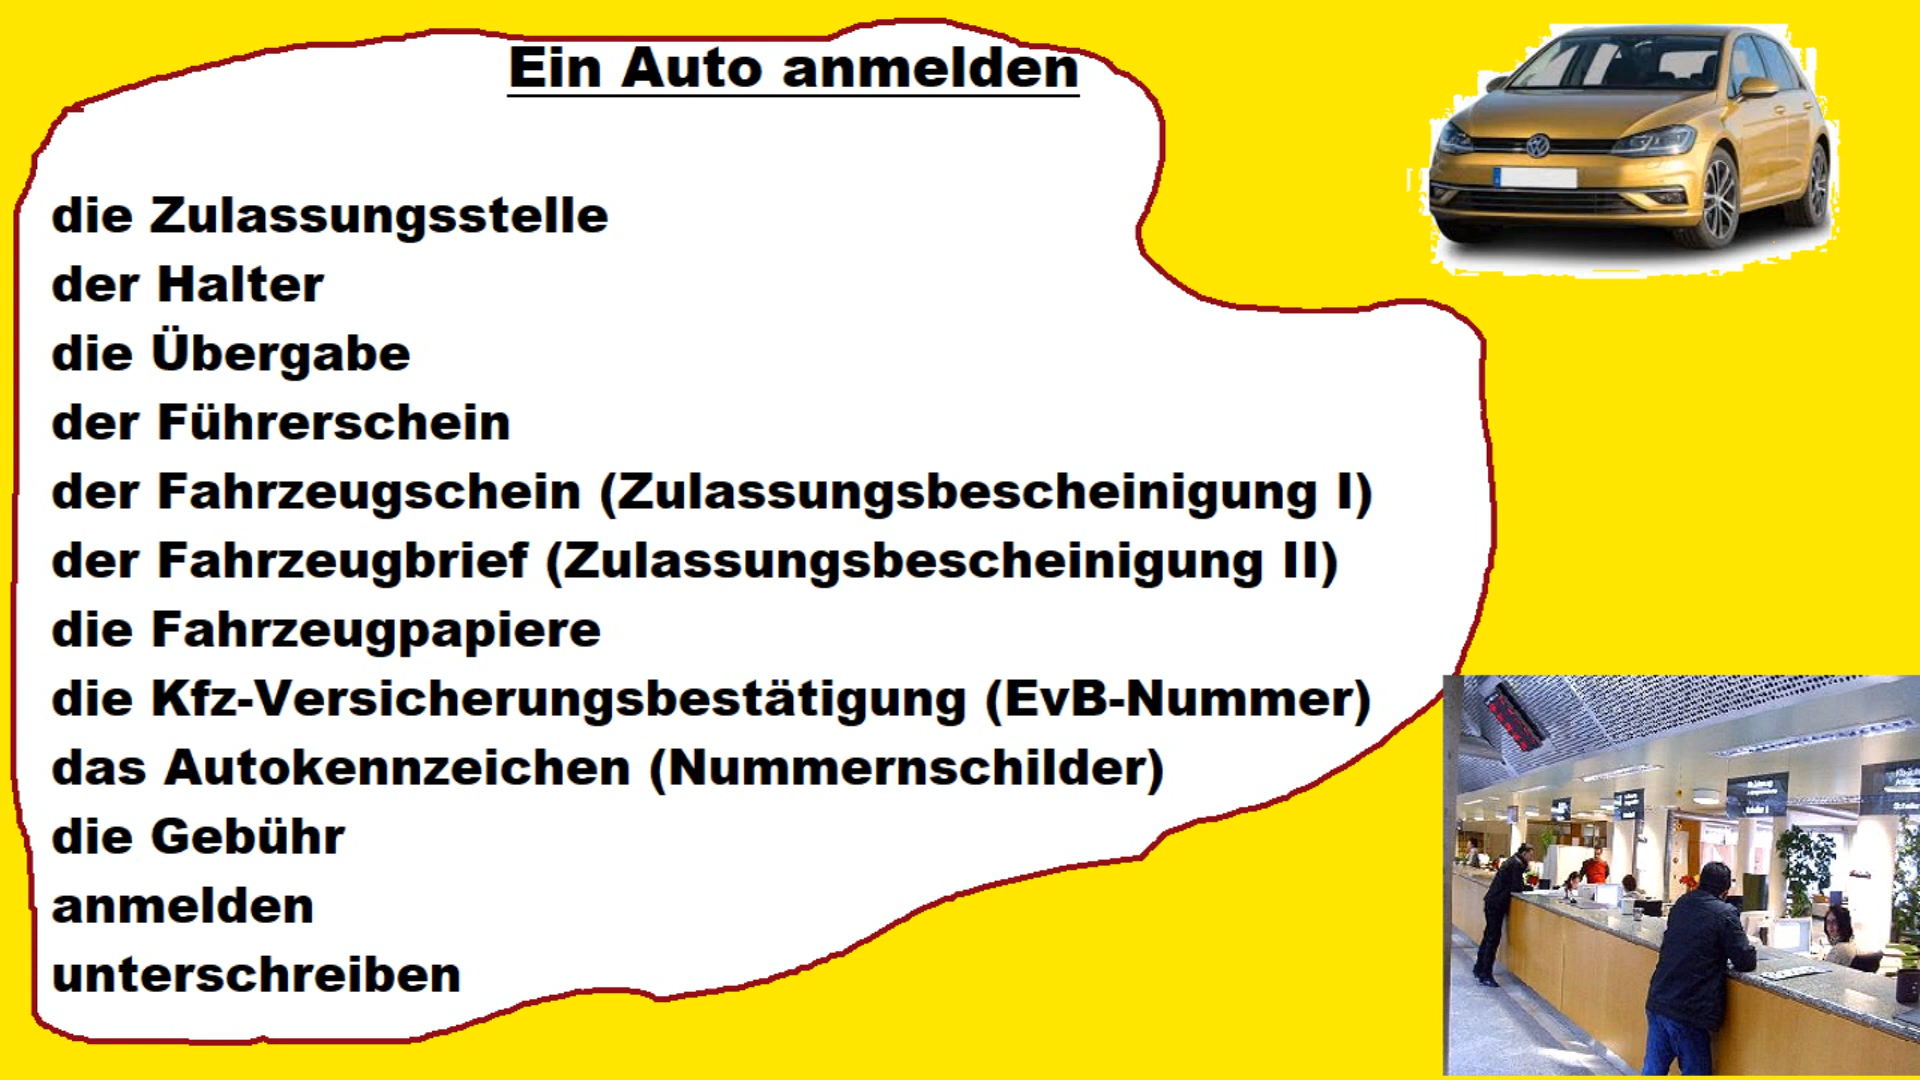 Ein Auto anmelden
die Zulassungsstelle
der Halter
die Übergabe
der Führerschein
der Fahrzeugschein (Zulassungsbescheinigung I)
der Fahrzeugbrief (Zulassungsbescheinigung II)
die Fahrzeugpapiere
die Kfz-Versicherungsbestätigung (EvB-Nummer)
das Autokennzeichen (Nummernschilder)
die Gebühr
anmelden
unterschreiben